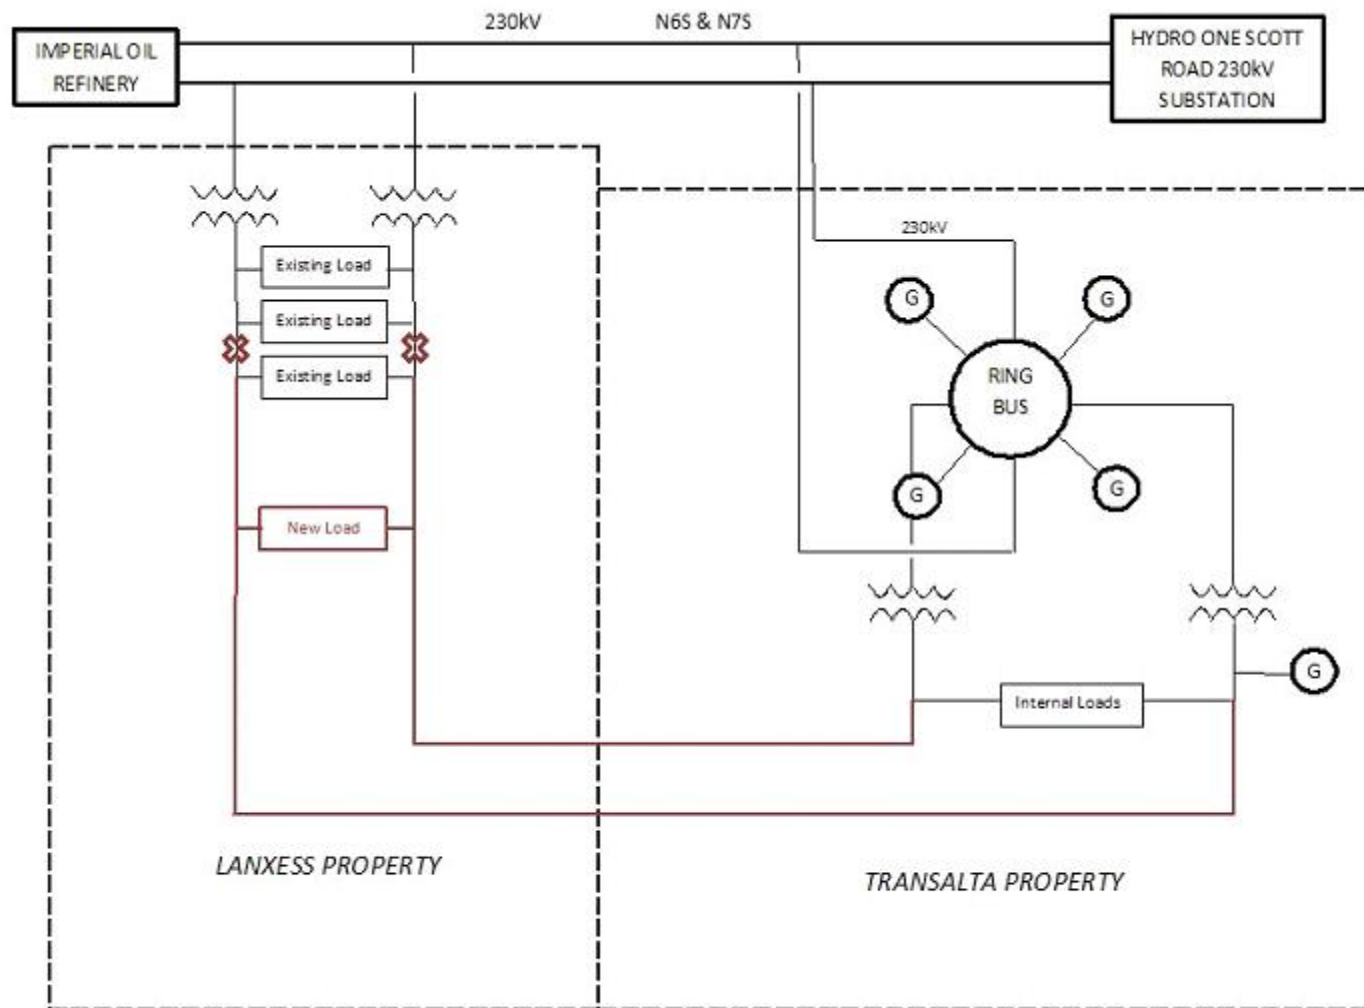 230kV N6S & N7S
IMPERIAL OIL
REFINERY
HYDRO ONE SCOTT
ROAD 230kV
SUBSTATION
230kV
Existing Load
Existing Load
Existing Load
G
G
RING
BUS
G
G
New Load
G
Internal Loads
LANXESS PROPERTY
TRANSALTA PROPERTY